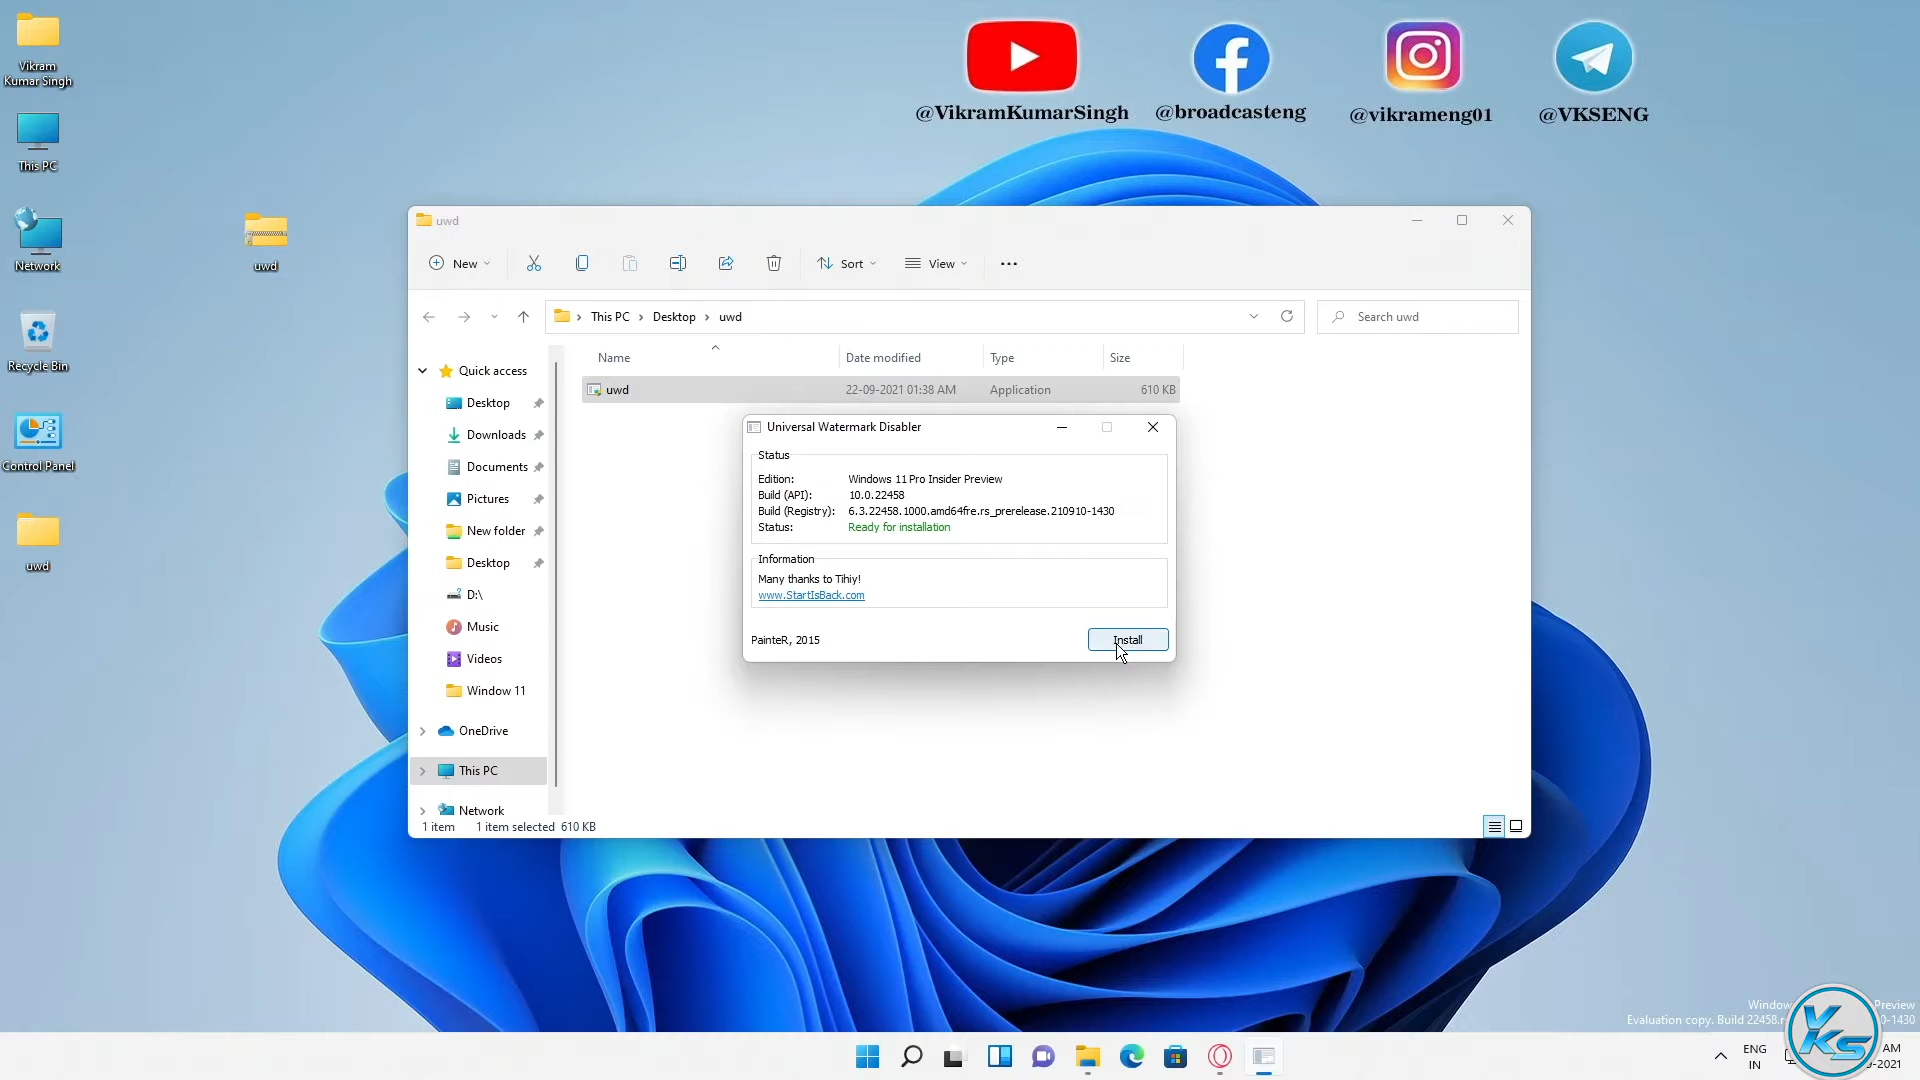 Vikram
Kumar Singh
This PC
Network
Recycle Bin
Control Panel
uwd
uwd
@VikramKumarSingh
@broadcasteng
@vikrameng01
@VKSENG
uwd
New
Sort
View
This PC
Desktop
uwd
Search uwd
Name
Date modified
Type
Size
uwd
22-09-2021 01:38 AM
Application
610 KB
Quick access
Desktop
Downloads
Documents
Pictures
New folder
Desktop
D:\
Music
Videos
Window 11
OneDrive
This PC
Network
1 item
1 item selected 610 KB
Universal Watermark Disabler
Status
Edition: Windows 11 Pro Insider Preview
Build (API): 10.0.22458
Build (Registry): 6.3.22458.1000.amd64fre.rs_prerelease.210910-1430
Status: Ready for installation
Information
Many thanks to Tihiy!
www.StartIsBack.com
PainteR, 2015
Install
Preview
Evaluation copy. Build 22458.
0-1430
VKS
ENG
IN
AM
2021